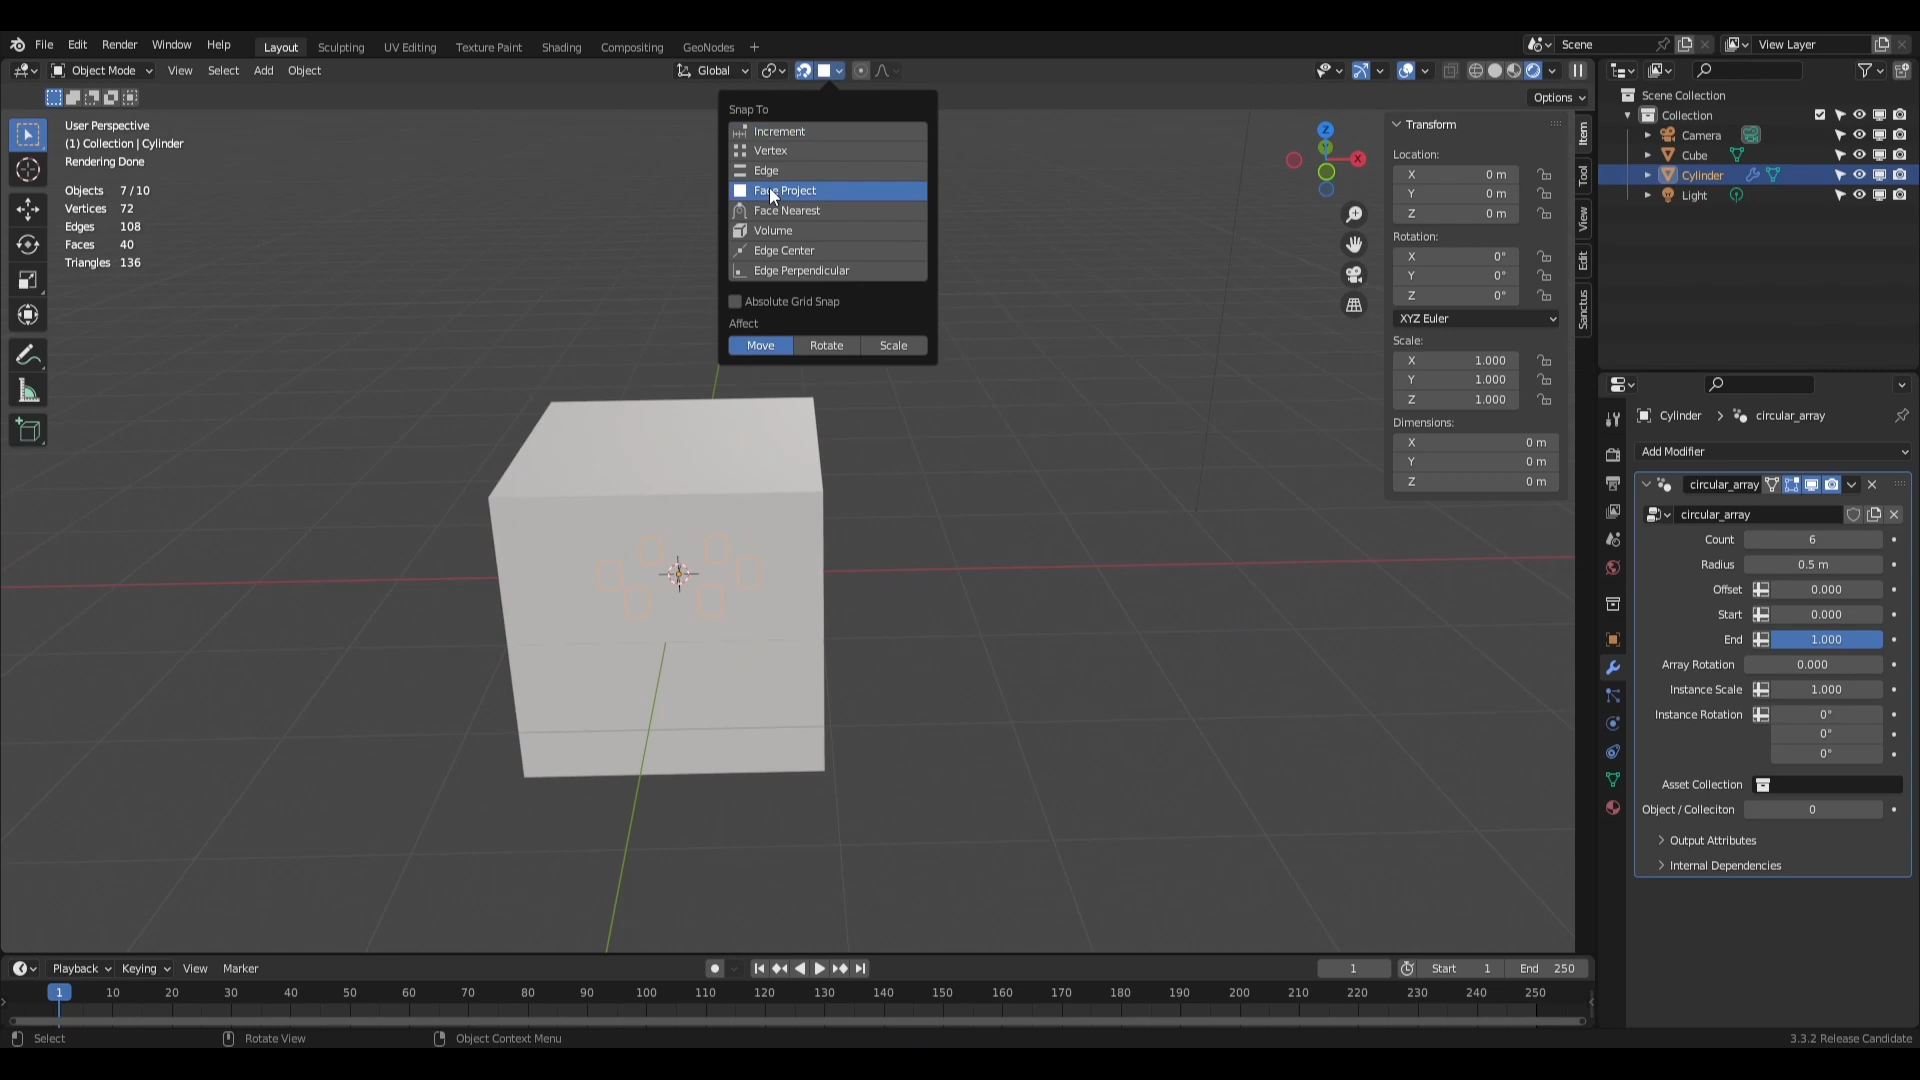 File Edit Render Window Help Layout Sculpting UV Editing Texture Paint Shading Compositing GeoNodes + Scene View Layer
Object Mode View Select Add Object Global
Options
User Perspective
(1) Collection | Cylinder
Rendering Done
Objects 7 / 10
Vertices 72
Edges 108
Faces 40
Triangles 136
Snap To
Increment
Vertex
Edge
Face Project
Face Nearest
Volume
Edge Center
Edge Perpendicular
Absolute Grid Snap
Affect
Move Rotate Scale
Z
Y
X
Transform
Location:
X 0 m
Y 0 m
Z 0 m
Rotation:
X 0°
Y 0°
Z 0°
XYZ Euler
Scale:
X 1.000
Y 1.000
Z 1.000
Dimensions:
X 0 m
Y 0 m
Z 0 m
Item
Tool
View
Edit
Sanctus
Scene Collection
Collection
Camera
Cube
Cylinder
Light
Cylinder > circular_array
Add Modifier
circular_array
circular_array
Count 6
Radius 0.5 m
Offset 0.000
Start 0.000
End 1.000
Array Rotation 0.000
Instance Scale 1.000
Instance Rotation 0°
0°
0°
Asset Collection
Object / Colleciton 0
Output Attributes
Internal Dependencies
Playback Keying View Marker 1 Start 1 End 250
1 10 20 30 40 50 60 70 80 90 100 110 120 130 140 150 160 170 180 190 200 210 220 230 240 250
Select Rotate View Object Context Menu 3.3.2 Release Candidate